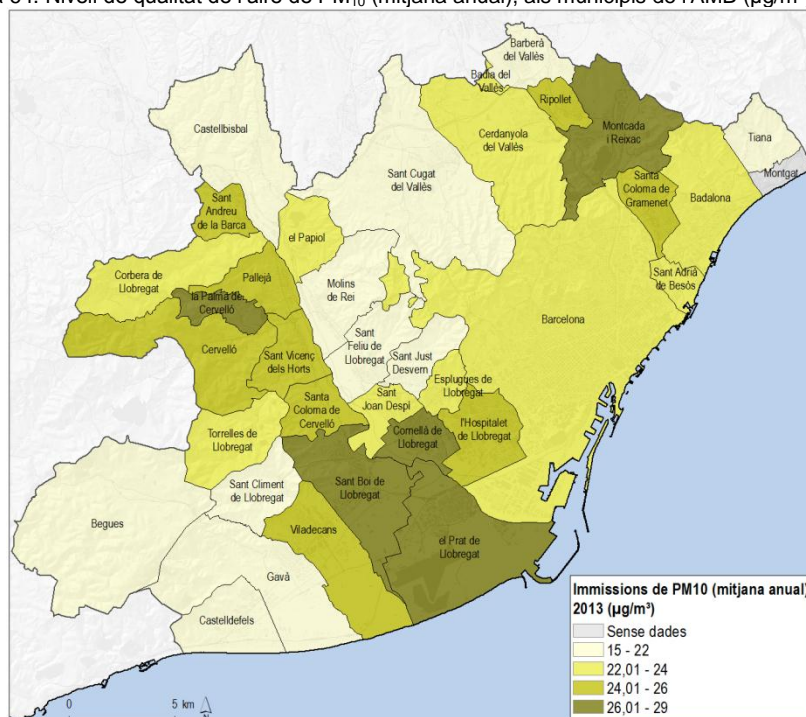 Nivell de qualitat de l'aire de PM10 (mitjana anual), als municipis de l'AMB (µg/m
Barberà
del Vallès
Badia del
Vallès
Ripollet
Castellbisbal
Cerdanyola
del Vallès
Montcada
i Reixac
Tiana
Montgat
Sant Cugat
del Vallès
Santa
Coloma de
Gramenet
Badalona
Sant
Andreu
de la Barca
el Papiol
Corbera de
Llobregat
Pallejà
Molins
de Rei
Sant Adrià
de Besòs
la Palma de
Cervelló
Barcelona
Sant
Feliu de
Llobregat
Cervelló
Sant Vicenç
dels Horts
Sant Just
Desvern
Esplugues de
Llobregat
Santa
Coloma de
Cervelló
Sant
Joan Despí
Torrelles de
Llobregat
Cornellà de
Llobregat
l'Hospitalet
de Llobregat
Sant Climent
de Llobregat
Sant Boi de
Llobregat
Begues
Viladecans
el Prat de
Llobregat
Gavà
Castelldefels
Immissions de PM10 (mitjana anual)
2013 (µg/m³)
Sense dades
15 - 22
22,01 - 24
24,01 - 26
26,01 - 29
0 5 km
N